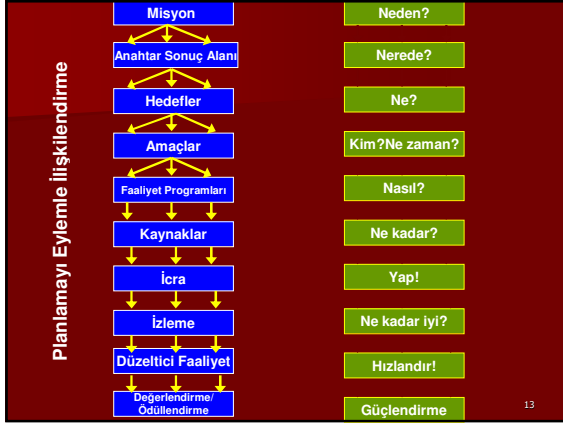 Planlamayı Eylemle İlişkilendirme
Misyon
Neden?
Anahtar Sonuç Alanı
Nerede?
Hedefler
Ne?
Amaçlar
Kim?Ne zaman?
Faaliyet Programları
Nasıl?
Kaynaklar
Ne kadar?
İcra
Yap!
İzleme
Ne kadar iyi?
Düzeltici Faaliyet
Hızlandır!
Değerlendirme/
Ödüllendirme
Güçlendirme
13